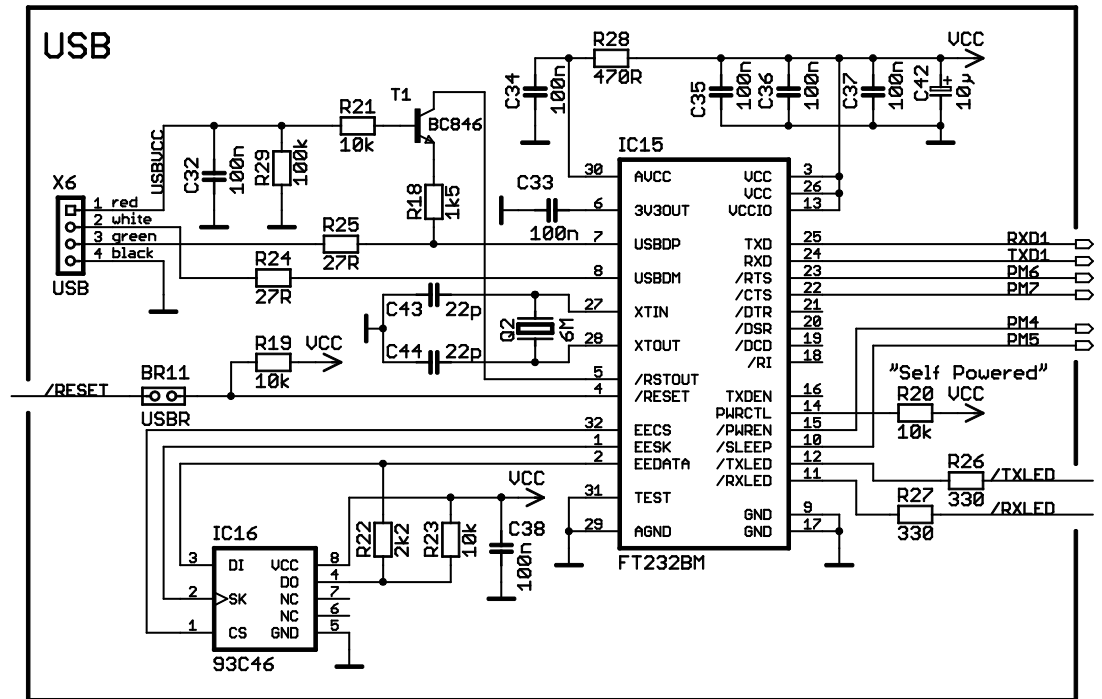 USB
R28
470R
VCC
C34
100n
C35
100n
C36
100n
C37
100n
C42
+
10µ
T1
BC846
R21
10k
USBVCC
C32
100n
R29
100k
R18
1k5
X6
1 red
2 white
3 green
4 black
USB
R25
27R
R24
27R
C33
100n
C43
22p
C44
22p
Q2
6M
R19
10k
VCC
/RESET
BR11
USBR
IC15
30 AVCC
6 3V3OUT
7 USBDP
8 USBDM
27 XTIN
28 XTOUT
5 /RSTOUT
4 /RESET
32 EECS
1 EESK
2 EEDATA
31 TEST
29 AGND
VCC 3
VCC 26
VCCIO 13
TXD 25 RXD1
RXD 24 TXD1
/RTS 23 PM6
/CTS 22 PM7
/DTR 21
/DSR 20
/DCD 19
/RI 18
PM4
PM5
"Self Powered"
TXDEN 16
PWRCTL 14
/PWREN 15
/SLEEP 10
/TXLED 12
/RXLED 11
GND 9
GND 17
FT232BM
R20
10k
VCC
R26
330
/TXLED
R27
330
/RXLED
VCC
R22
2k2
R23
10k
C38
100n
IC16
3 DI
2 SK
1 CS
VCC 8
DO 4
NC 7
NC 6
GND 5
93C46